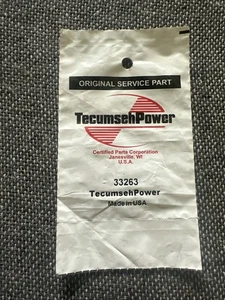 ORIGINAL SERVICE PART
TecumsehPower
Certified Parts Corporation
Janesville, WI
U.S.A.
33263
TecumsehPower
Made in USA